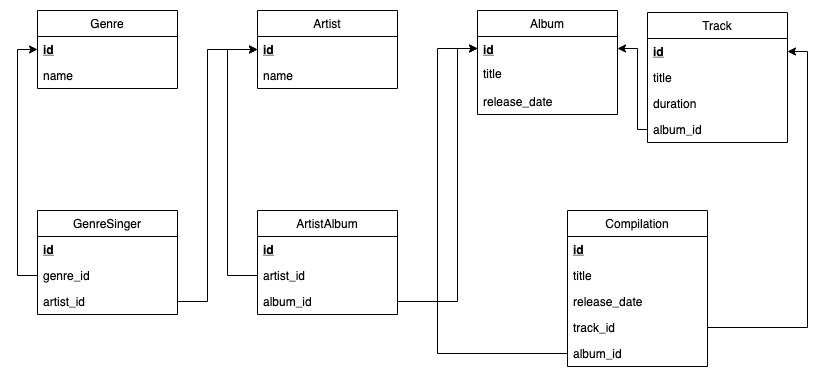 Genre
id
name
Artist
id
name
Album
id
title
release_date
Track
id
title
duration
album_id
GenreSinger
id
genre_id
artist_id
ArtistAlbum
id
artist_id
album_id
Compilation
id
title
release_date
track_id
album_id